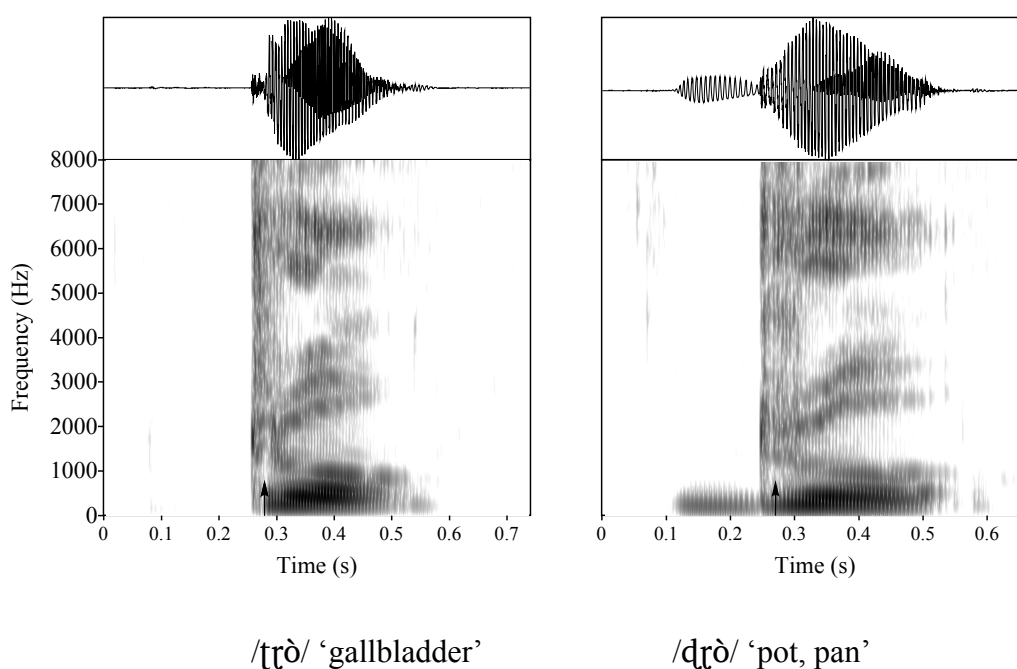 8000
7000
6000
5000
4000
3000
2000
1000
0
Frequency (Hz)
0 0.1 0.2 0.3 0.4 0.5 0.6 0.7
Time (s)
0 0.1 0.2 0.3 0.4 0.5 0.6
Time (s)
/ʈɽò/ ‘gallbladder’
/ɖɽò/ ‘pot, pan’